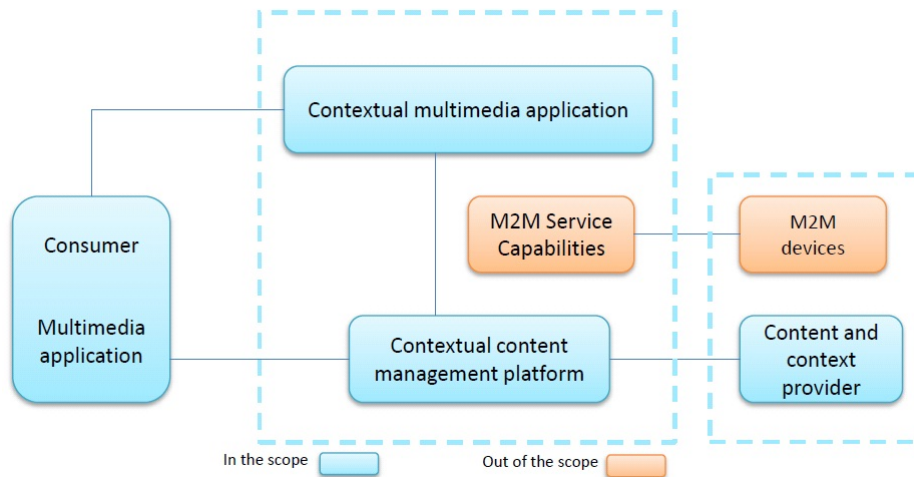 Contextual multimedia application
Consumer
Multimedia
application
M2M Service
Capabilities
M2M
devices
Contextual content
management platform
Content and
context
provider
In the scope
Out of the scope